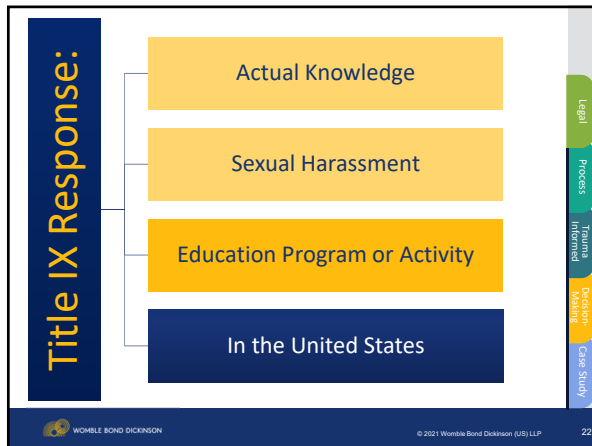 Title IX Response:
Actual Knowledge
Sexual Harassment
Education Program or Activity
In the United States
Legal
Process
Trauma
Informed
Decision-
Making
Case Study
WOMBLE BOND DICKINSON
© 2021 Womble Bond Dickinson (US) LLP
22